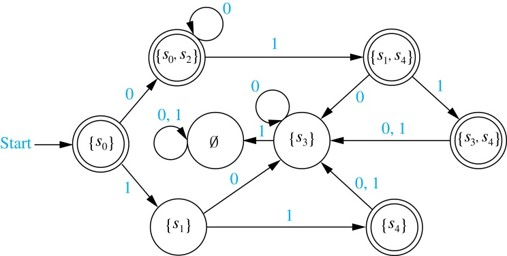 0
{s0, s2}
1
{s1, s4}
0
0
0
1
0, 1
1
0, 1
Start
{s0}
∅
{s3}
{s3, s4}
1
0
0, 1
{s1}
1
{s4}